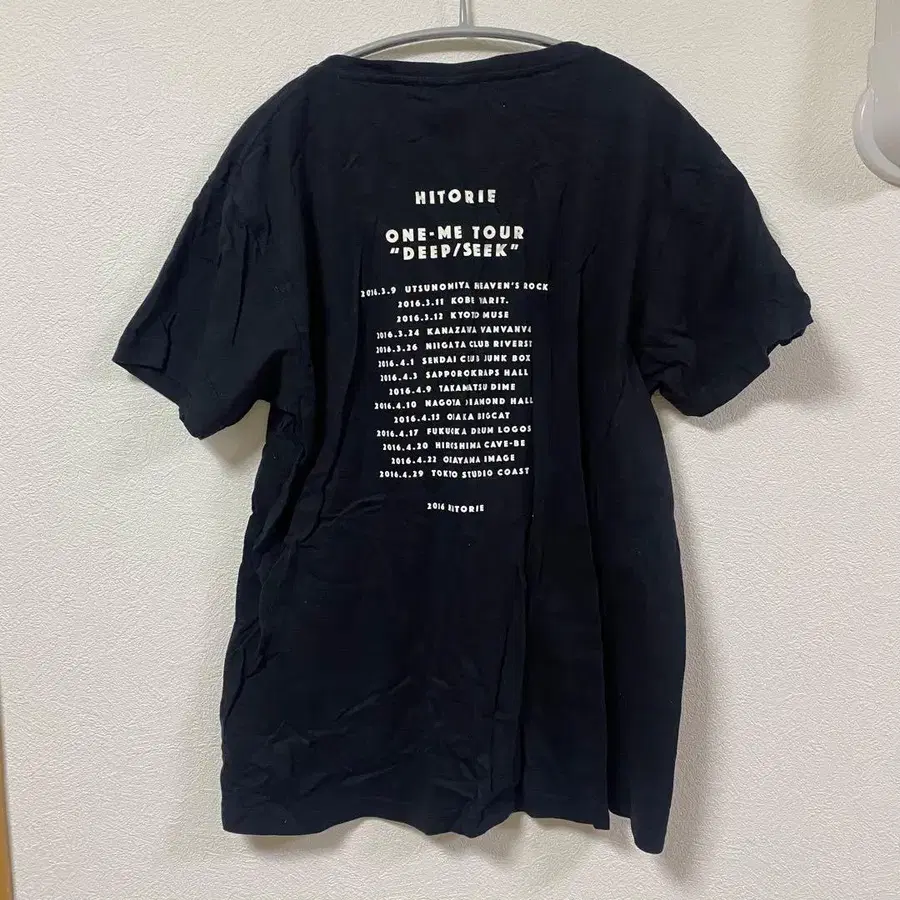 HITORIE
ONE-ME TOUR
"DEEP/SEEK"
2016.3.9 UTSUNOMIYA HEAVEN'S ROCK
2016.3.11 KOBE VARIT.
2016.3.12 KYOTO MUSE
2016.3.24 KANAZAWA VANVANV4
2016.3.26 NIIGATA CLUB RIVERST
2016.4.1 SENDAI CLUB JUNK BOX
2016.4.3 SAPPOROKRAPS HALL
2016.4.9 TAKAMATSU DIME
2016.4.10 NAGOYA DIAMOND HALL
2016.4.13 OSAKA BIGCAT
2016.4.17 FUKUOKA DRUM LOGOS
2016.4.20 HIROSHIMA CAVE-BE
2016.4.22 OKAYAMA IMAGE
2016.4.29 TOKYO STUDIO COAST
2016 HITORIE